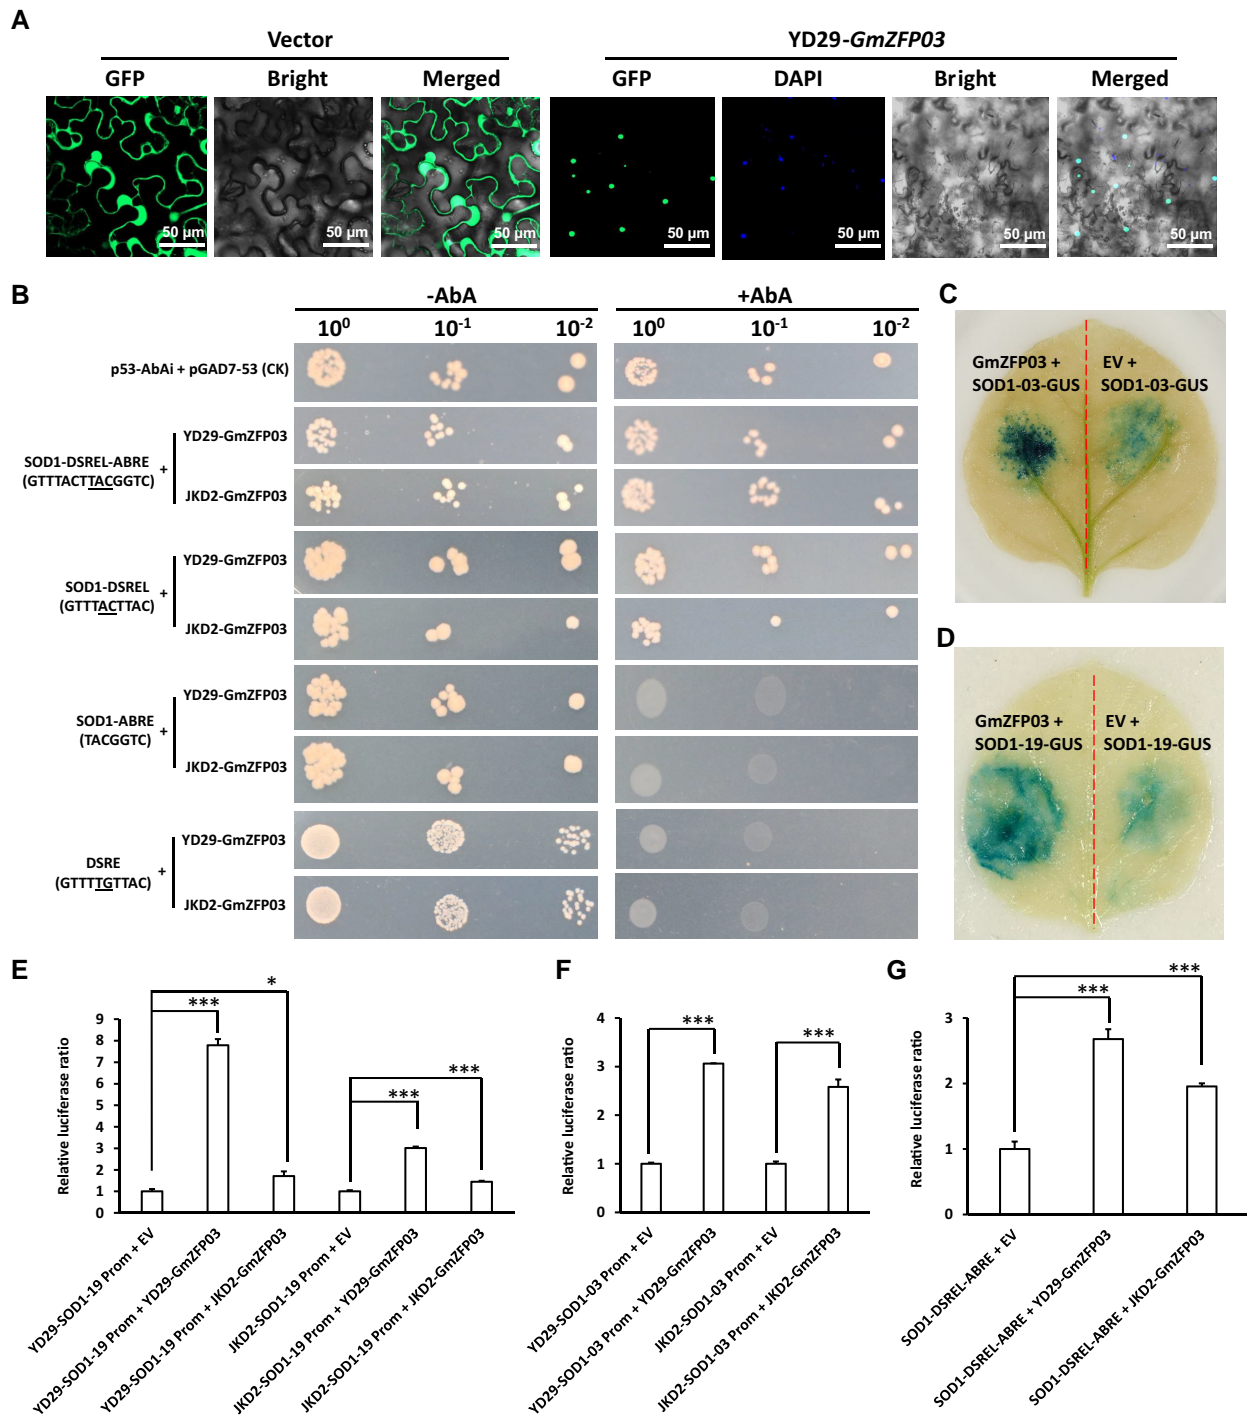 A
Vector
YD29-GmZFP03
GFP Bright Merged GFP DAPI Bright Merged
50 µm 50 µm 50 µm 50 µm 50 µm 50 µm 50 µm
B
-AbA +AbA
10⁰ 10⁻¹ 10⁻² 10⁰ 10⁻¹ 10⁻²
p53-AbAi + pGAD7-53 (CK)
SOD1-DSREL-ABRE +
(GTTTACTTACGGTC)
YD29-GmZFP03
JKD2-GmZFP03
SOD1-DSREL +
(GTTTACTTAC)
YD29-GmZFP03
JKD2-GmZFP03
SOD1-ABRE +
(TACGGTC)
YD29-GmZFP03
JKD2-GmZFP03
DSRE +
(GTTTTGTTAC)
YD29-GmZFP03
JKD2-GmZFP03
C
GmZFP03 + EV +
SOD1-03-GUS SOD1-03-GUS
D
GmZFP03 + EV +
SOD1-19-GUS SOD1-19-GUS
E
Relative luciferase ratio
9
8
7
6
5
4
3
2
1
0
***
*
***
***
YD29-SOD1-19 Prom + EV
YD29-SOD1-19 Prom + YD29-GmZFP03
YD29-SOD1-19 Prom + JKD2-GmZFP03
JKD2-SOD1-19 Prom + EV
JKD2-SOD1-19 Prom + YD29-GmZFP03
JKD2-SOD1-19 Prom + JKD2-GmZFP03
F
Relative luciferase ratio
4
3
2
1
0
***
***
YD29-SOD1-03 Prom + EV
YD29-SOD1-03 Prom + YD29-GmZFP03
JKD2-SOD1-03 Prom + EV
JKD2-SOD1-03 Prom + JKD2-GmZFP03
G
Relative luciferase ratio
3
2
1
0
***
***
SOD1-DSREL-ABRE + EV
SOD1-DSREL-ABRE + YD29-GmZFP03
SOD1-DSREL-ABRE + JKD2-GmZFP03